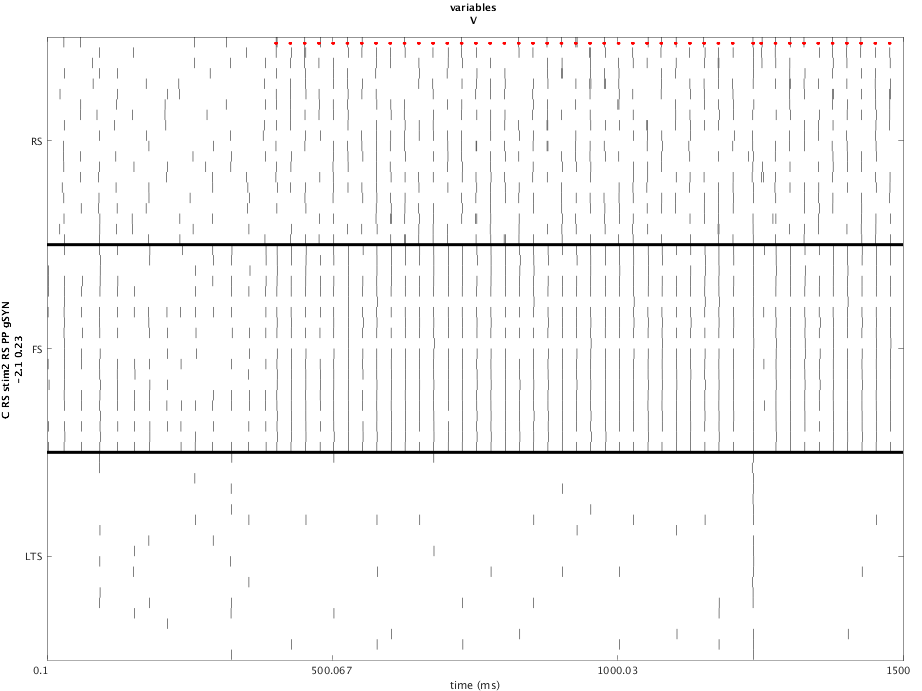 variables
V
RS
FS
LTS
C RS stim2 RS PP gSYN
-2.1 0.23
0.1
500.067
1000.03
1500
time (ms)